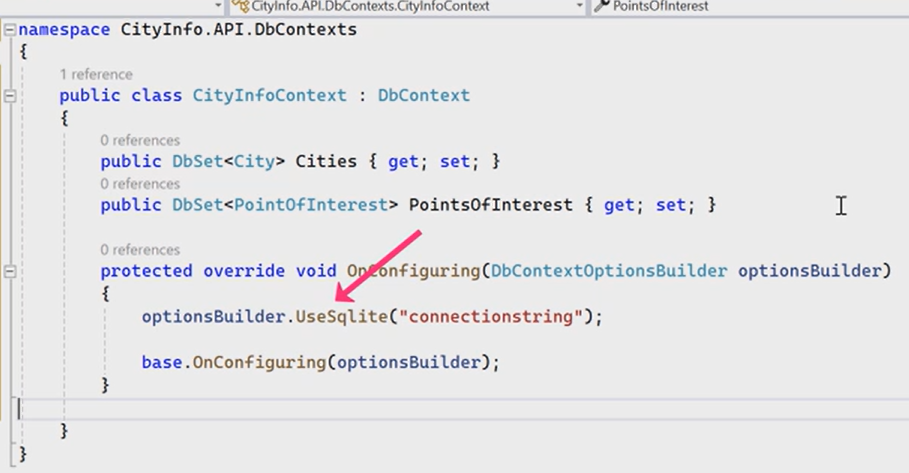 CityInfo.API.DbContexts.CityInfoContext PointsOfInterest
namespace CityInfo.API.DbContexts
{
1 reference
public class CityInfoContext : DbContext
{
0 references
public DbSet<City> Cities { get; set; }
0 references
public DbSet<PointOfInterest> PointsOfInterest { get; set; }
0 references
protected override void OnConfiguring(DbContextOptionsBuilder optionsBuilder)
{
optionsBuilder.UseSqlite("connectionstring");
base.OnConfiguring(optionsBuilder);
}
}
}